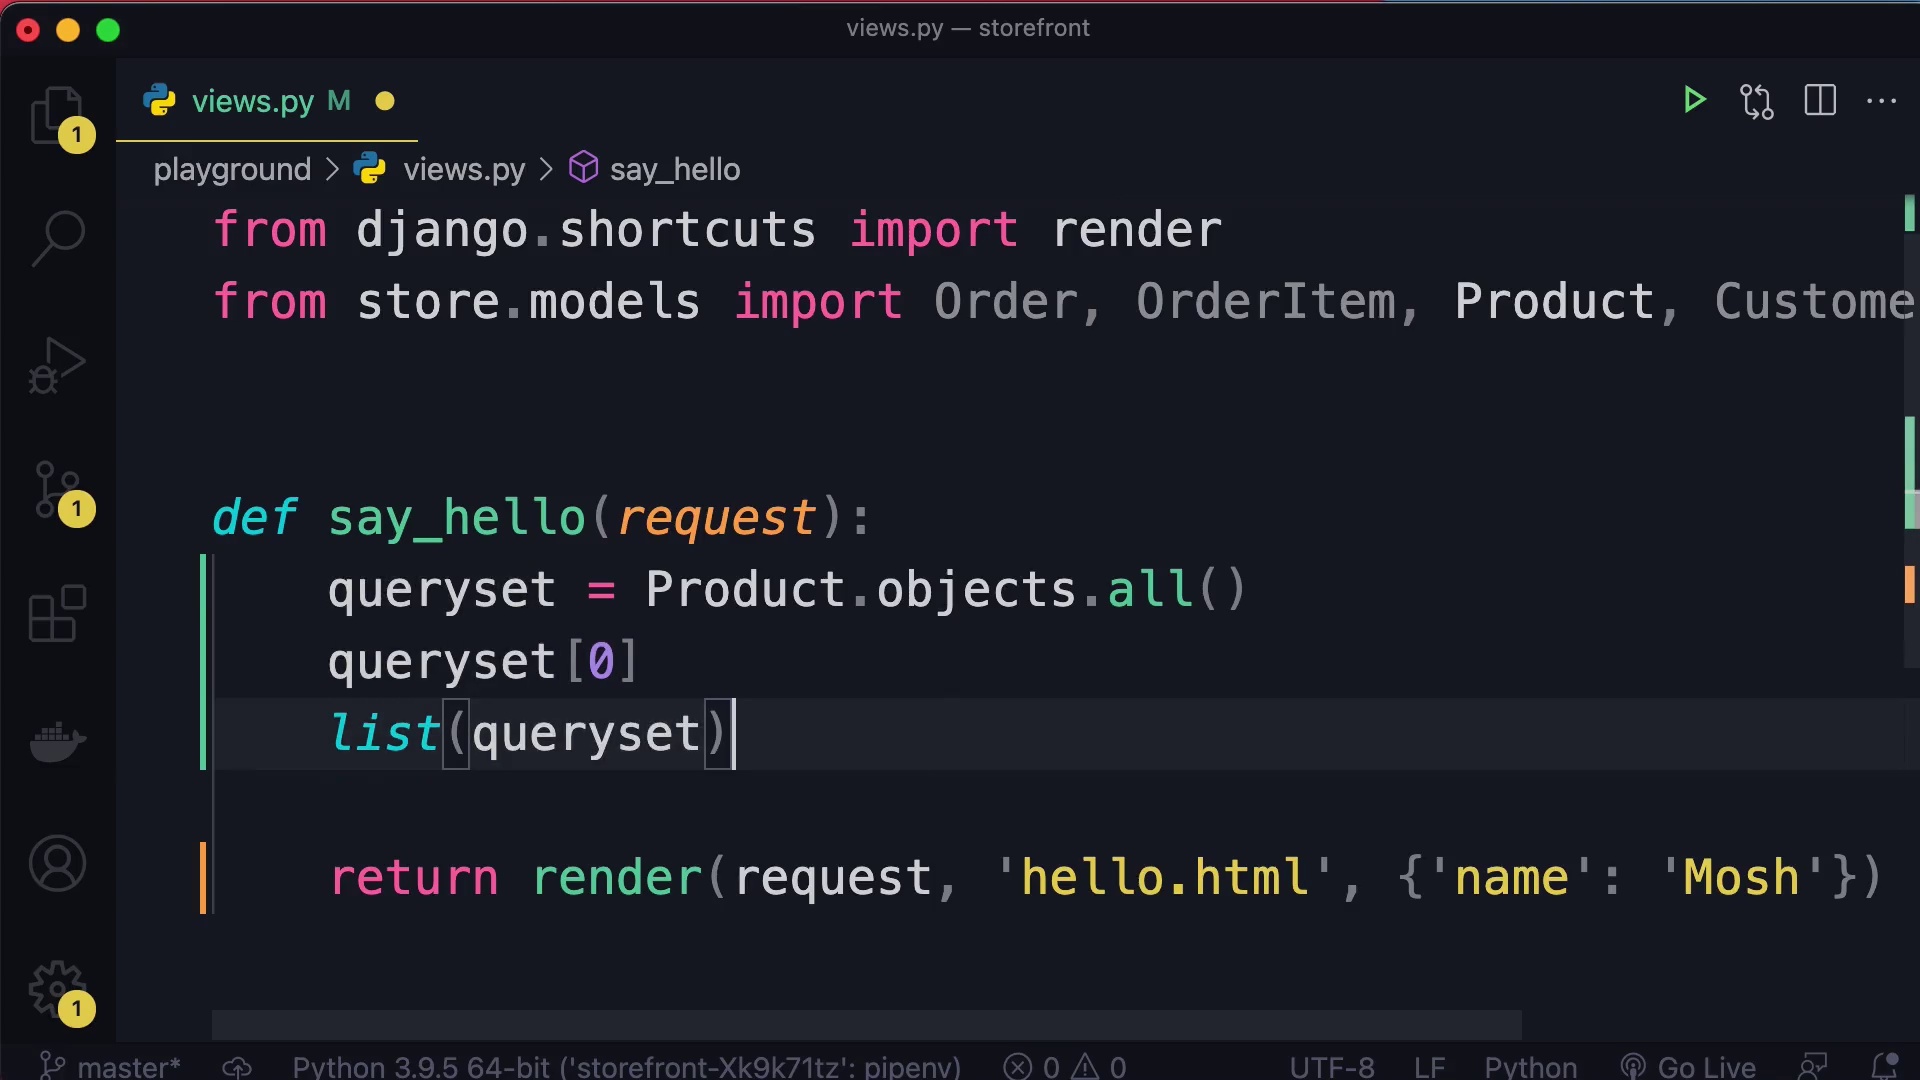 views.py — storefront
views.py M
playground > views.py > say_hello
from django.shortcuts import render
from store.models import Order, OrderItem, Product, Custome
def say_hello(request):
queryset = Product.objects.all()
queryset[0]
list(queryset)
return render(request, 'hello.html', {'name': 'Mosh'})
1
1
1
master* Python 3.9.5 64-bit ('storefront-Xk9k71tz': pipenv) 0 0 UTF-8 LF Python Go Live